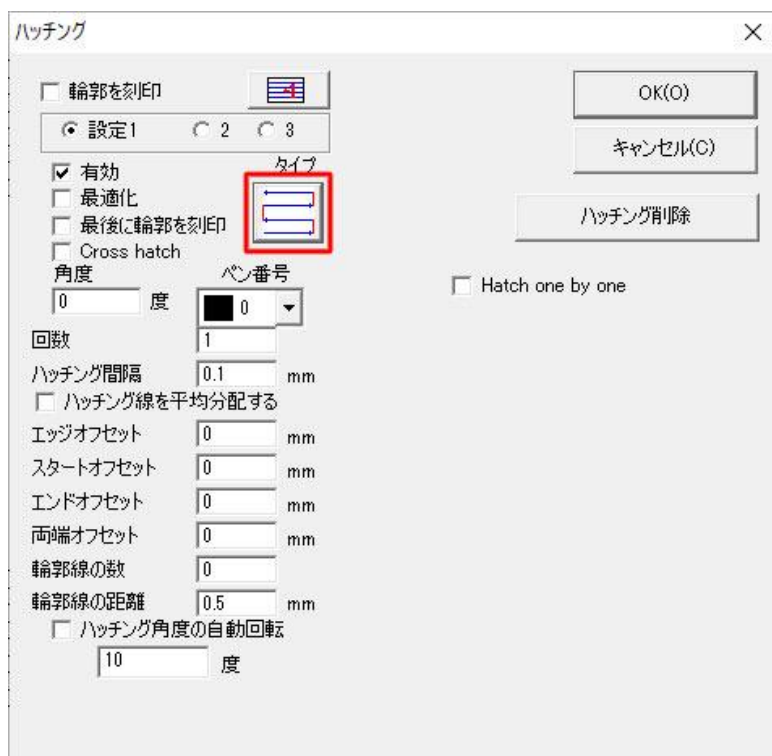 ハッチング
輪郭を刻印
OK(O)
設定1 2 3
キャンセル(C)
有効 タイプ
最適化
最後に輪郭を刻印
ハッチング削除
Cross hatch
角度 ペン番号
0 度 0
Hatch one by one
回数 1
ハッチング間隔 0.1 mm
ハッチング線を平均分配する
エッジオフセット 0 mm
スタートオフセット 0 mm
エンドオフセット 0 mm
両端オフセット 0 mm
輪郭線の数 0
輪郭線の距離 0.5 mm
ハッチング角度の自動回転
10 度